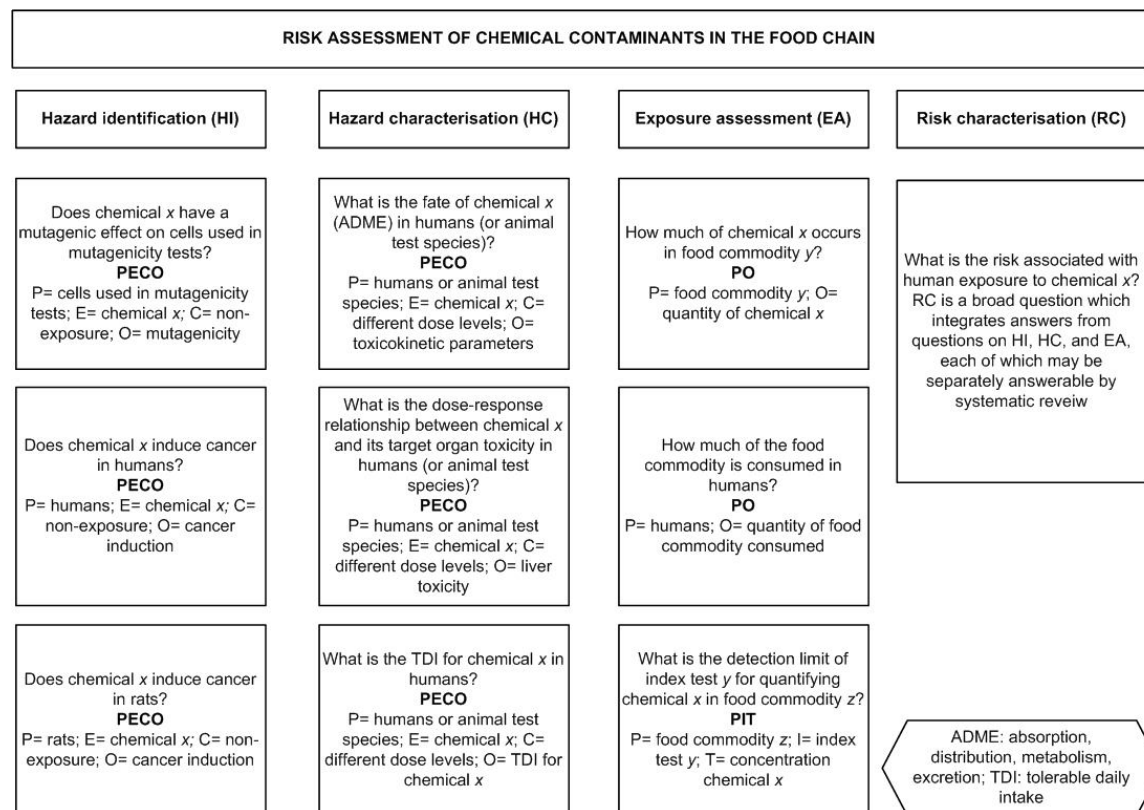 RISK ASSESSMENT OF CHEMICAL CONTAMINANTS IN THE FOOD CHAIN
Hazard identification (HI)
Does chemical x have a
mutagenic effect on cells used in
mutagenicity tests?
PECO
P= cells used in mutagenicity
tests; E= chemical x; C= non-
exposure; O= mutagenicity
Does chemical x induce cancer
in humans?
PECO
P= humans; E= chemical x; C=
non-exposure; O= cancer
induction
Does chemical x induce cancer
in rats?
PECO
P= rats; E= chemical x; C= non-
exposure; O= cancer induction
Hazard characterisation (HC)
What is the fate of chemical x
(ADME) in humans (or animal
test species)?
PECO
P= humans or animal test
species; E= chemical x; C=
different dose levels; O=
toxicokinetic parameters
What is the dose-response
relationship between chemical x
and its target organ toxicity in
humans (or animal test
species)?
PECO
P= humans or animal test
species; E= chemical x; C=
different dose levels; O= liver
toxicity
What is the TDI for chemical x in
humans?
PECO
P= humans or animal test
species; E= chemical x; C=
different dose levels; O= TDI for
chemical x
Exposure assessment (EA)
How much of chemical x occurs
in food commodity y?
PO
P= food commodity y; O=
quantity of chemical x
How much of the food
commodity is consumed in
humans?
PO
P= humans; O= quantity of food
commodity consumed
What is the detection limit of
index test y for quantifying
chemical x in food commodity z?
PIT
P= food commodity z; I= index
test y; T= concentration
chemical x
Risk characterisation (RC)
What is the risk associated with
human exposure to chemical x?
RC is a broad question which
integrates answers from
questions on HI, HC, and EA,
each of which may be
separately answerable by
systematic reveiw
ADME: absorption,
distribution, metabolism,
excretion; TDI: tolerable daily
intake